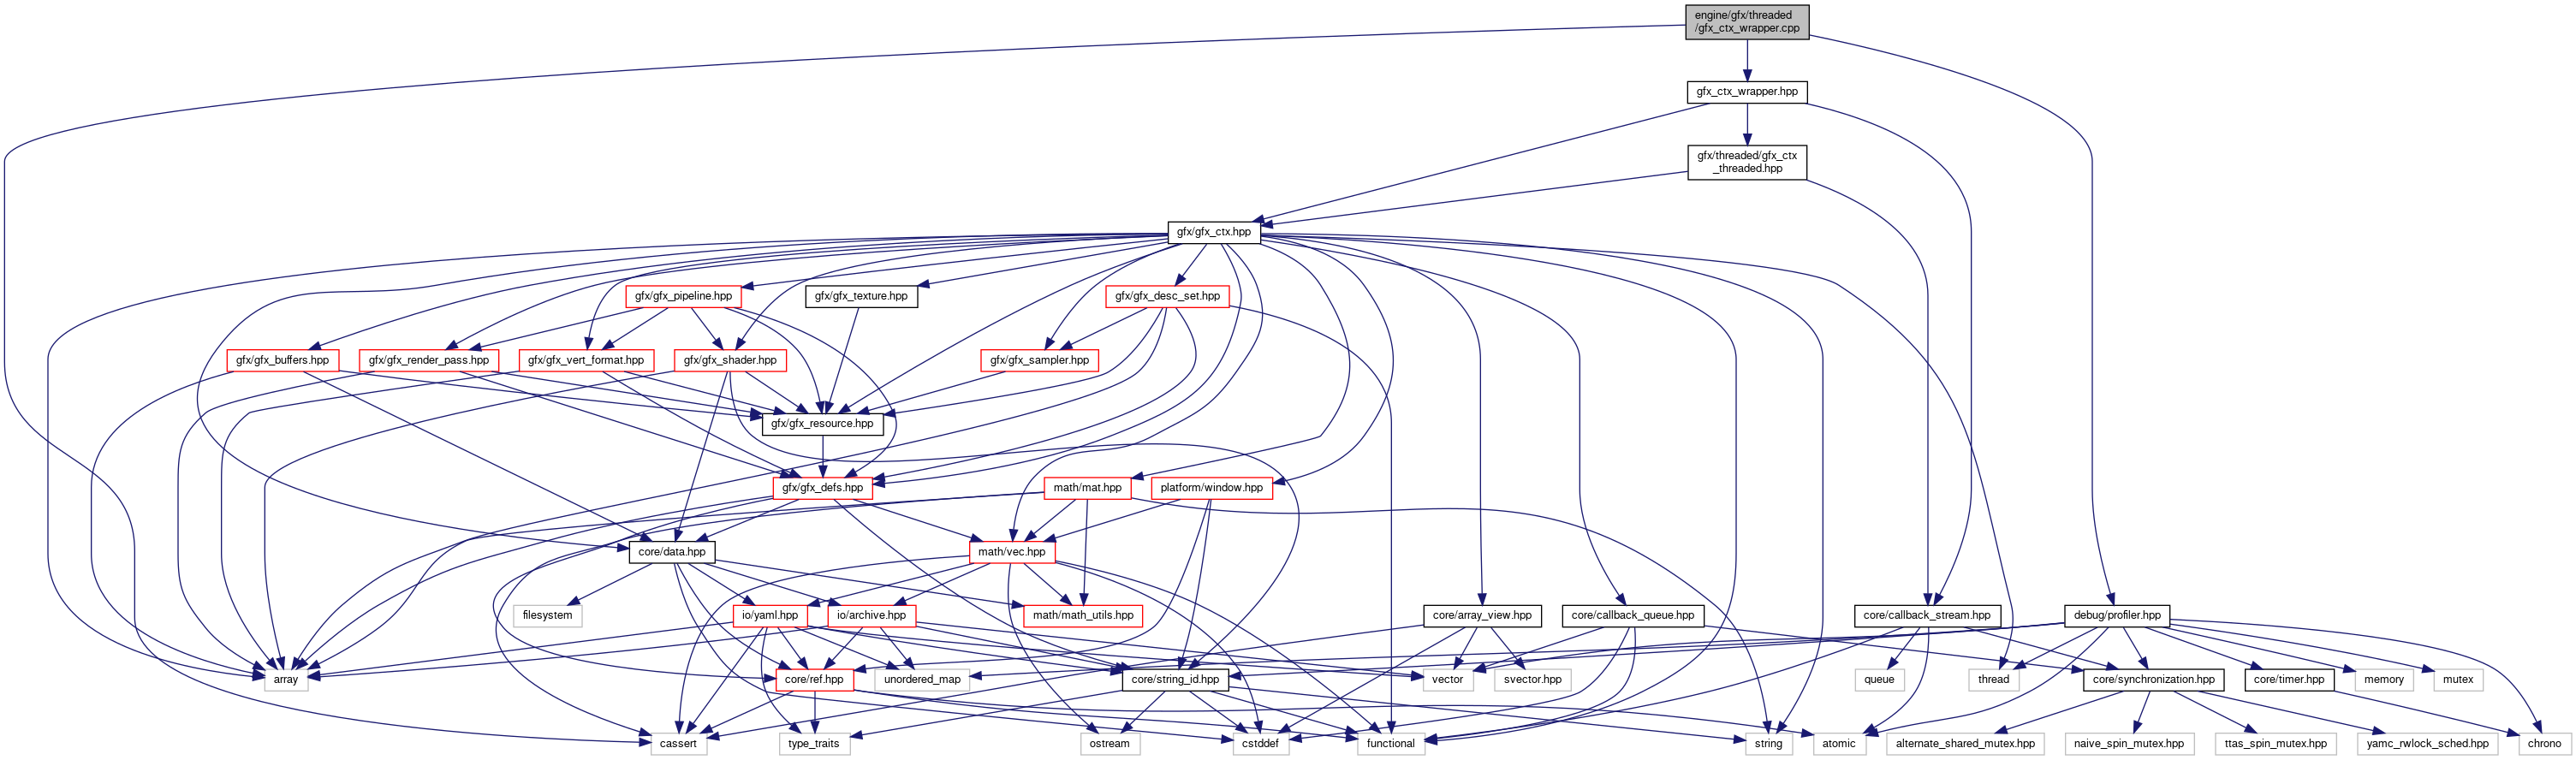 engine/gfx/threaded
/gfx_ctx_wrapper.cpp
gfx_ctx_wrapper.hpp
gfx/threaded/gfx_ctx
_threaded.hpp
gfx/gfx_ctx.hpp
gfx/gfx_pipeline.hpp
gfx/gfx_texture.hpp
gfx/gfx_desc_set.hpp
gfx/gfx_buffers.hpp
gfx/gfx_render_pass.hpp
gfx/gfx_vert_format.hpp
gfx/gfx_shader.hpp
gfx/gfx_sampler.hpp
gfx/gfx_resource.hpp
gfx/gfx_defs.hpp
math/mat.hpp
platform/window.hpp
core/data.hpp
math/vec.hpp
filesystem
io/yaml.hpp
io/archive.hpp
math/math_utils.hpp
core/array_view.hpp
core/callback_queue.hpp
core/callback_stream.hpp
debug/profiler.hpp
array
core/ref.hpp
unordered_map
core/string_id.hpp
vector
svector.hpp
queue
thread
core/synchronization.hpp
core/timer.hpp
memory
mutex
cassert
type_traits
ostream
cstddef
functional
string
atomic
alternate_shared_mutex.hpp
naive_spin_mutex.hpp
ttas_spin_mutex.hpp
yamc_rwlock_sched.hpp
chrono